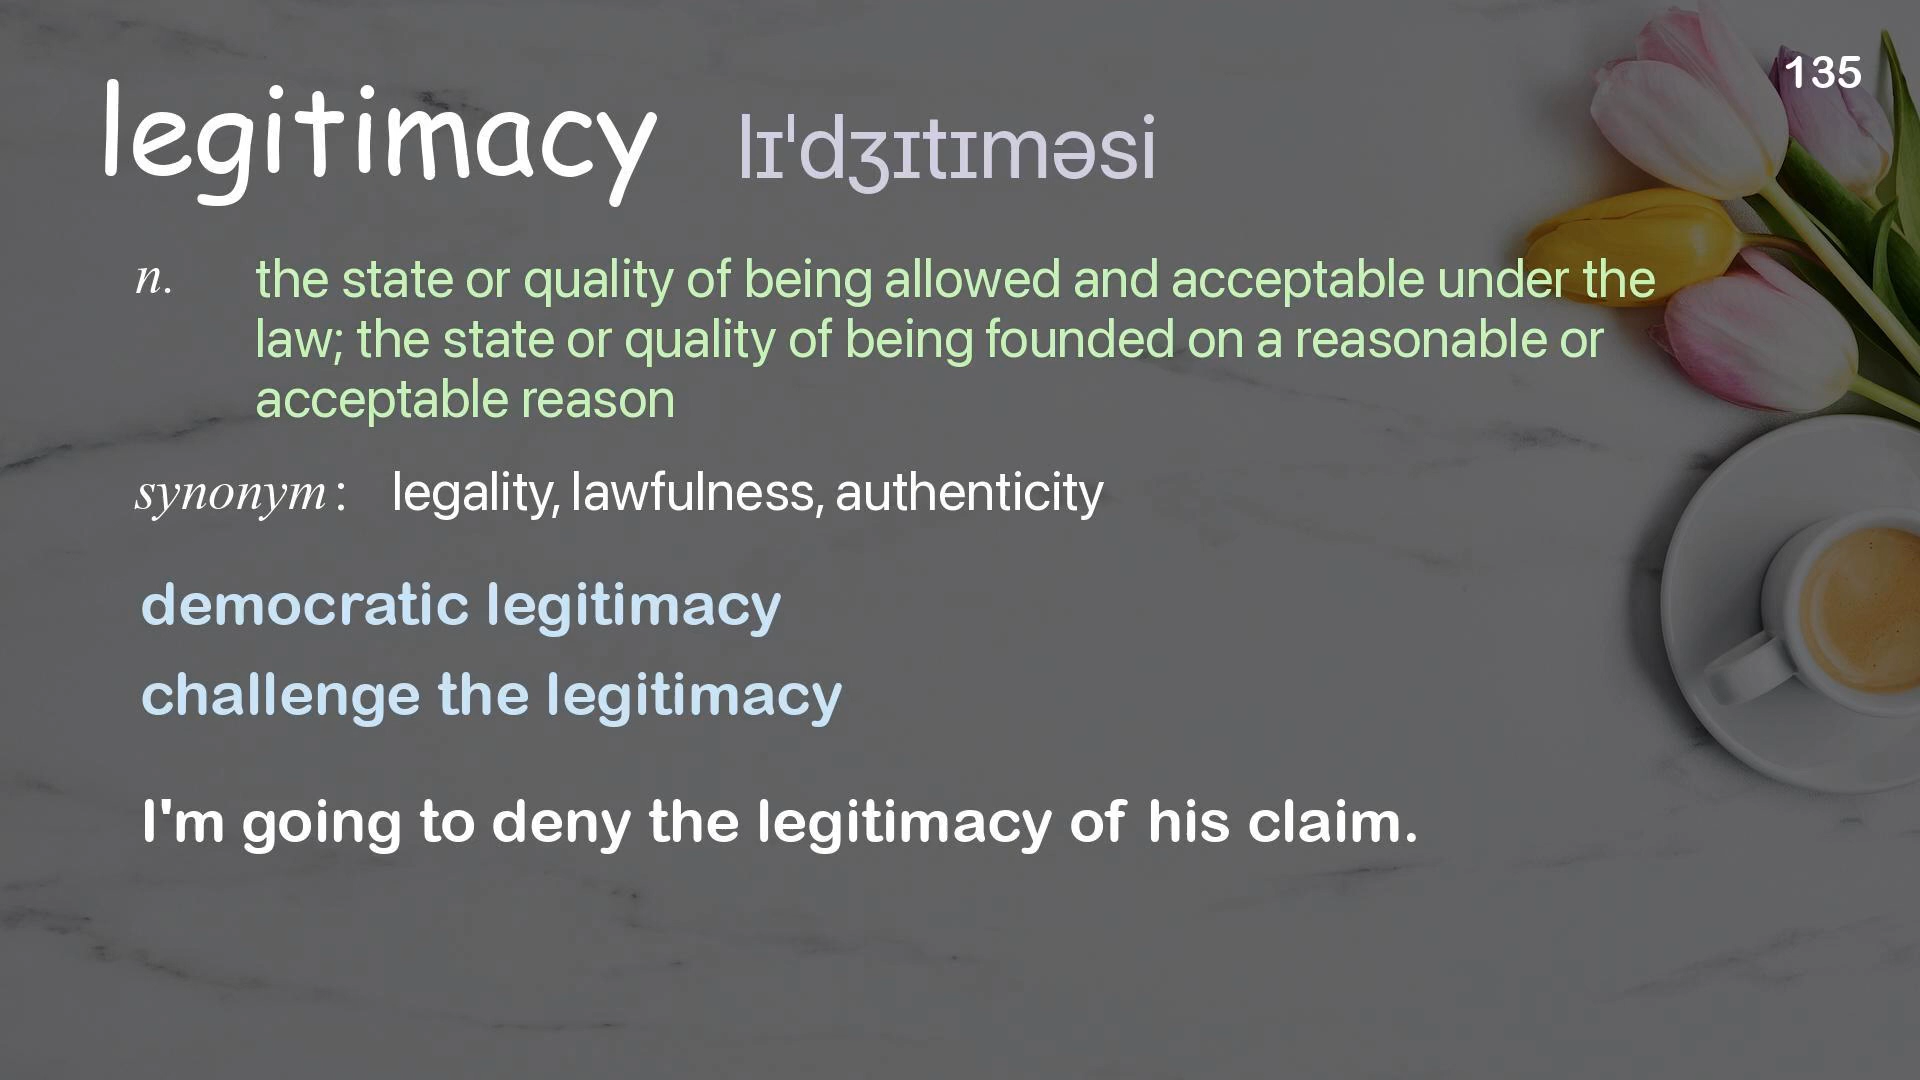 135
legitimacy lɪˈdʒɪtɪməsi
n. the state or quality of being allowed and acceptable under the
law; the state or quality of being founded on a reasonable or
acceptable reason
synonym : legality, lawfulness, authenticity
democratic legitimacy
challenge the legitimacy
I'm going to deny the legitimacy of his claim.